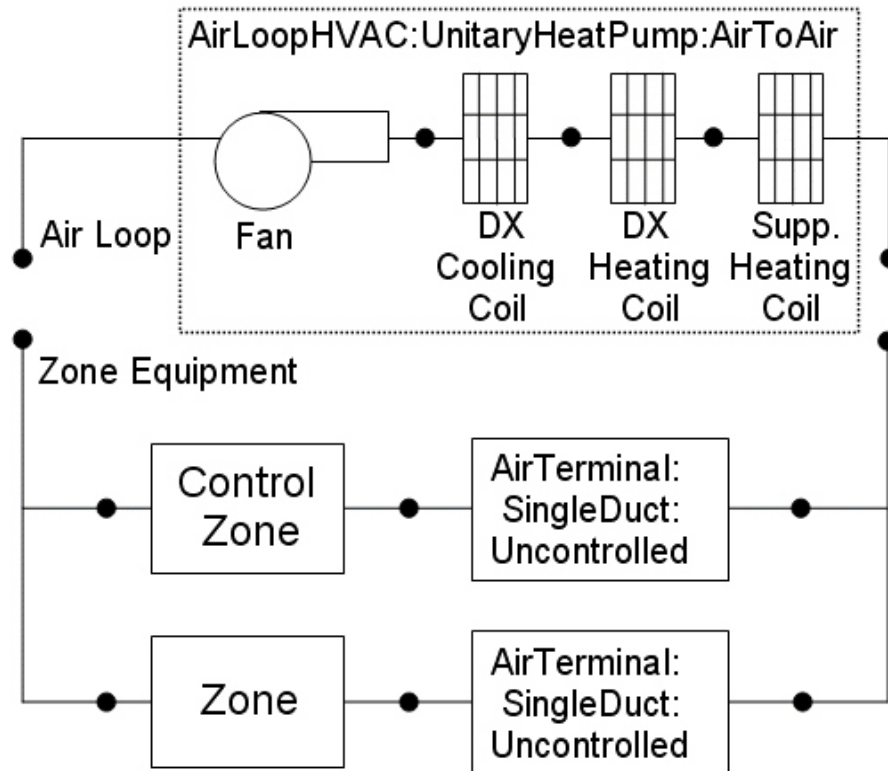 AirLoopHVAC:UnitaryHeatPump:AirToAir
Air Loop
Fan
DX
Cooling
Coil
DX
Heating
Coil
Supp.
Heating
Coil
Zone Equipment
Control
Zone
AirTerminal:
SingleDuct:
Uncontrolled
Zone
AirTerminal:
SingleDuct:
Uncontrolled